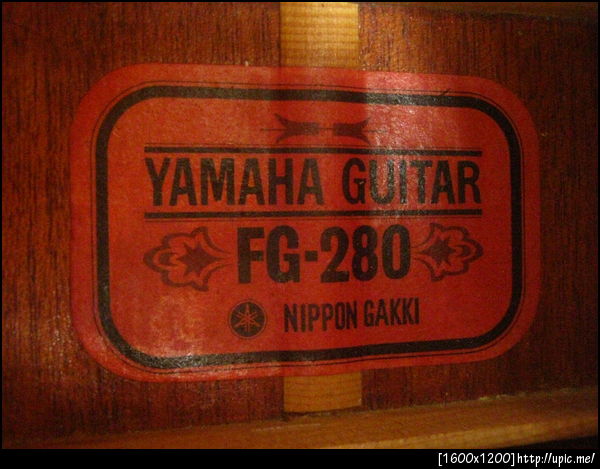 YAMAHA GUITAR
FG-280
NIPPON GAKKI
[1600x1200]http://upic.me/